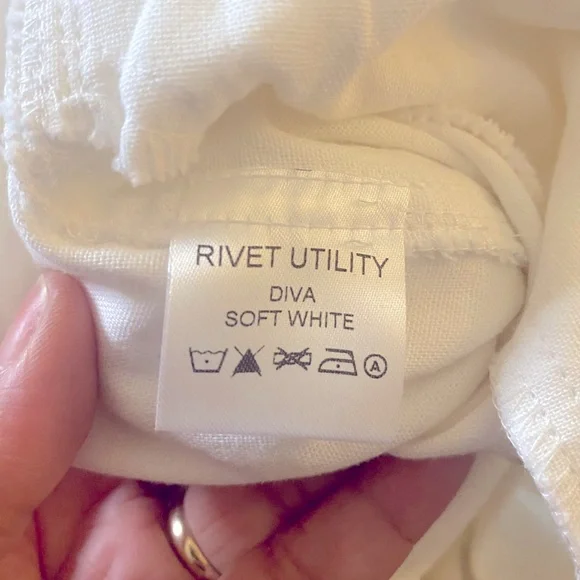 RIVET UTILITY
DIVA
SOFT WHITE
A